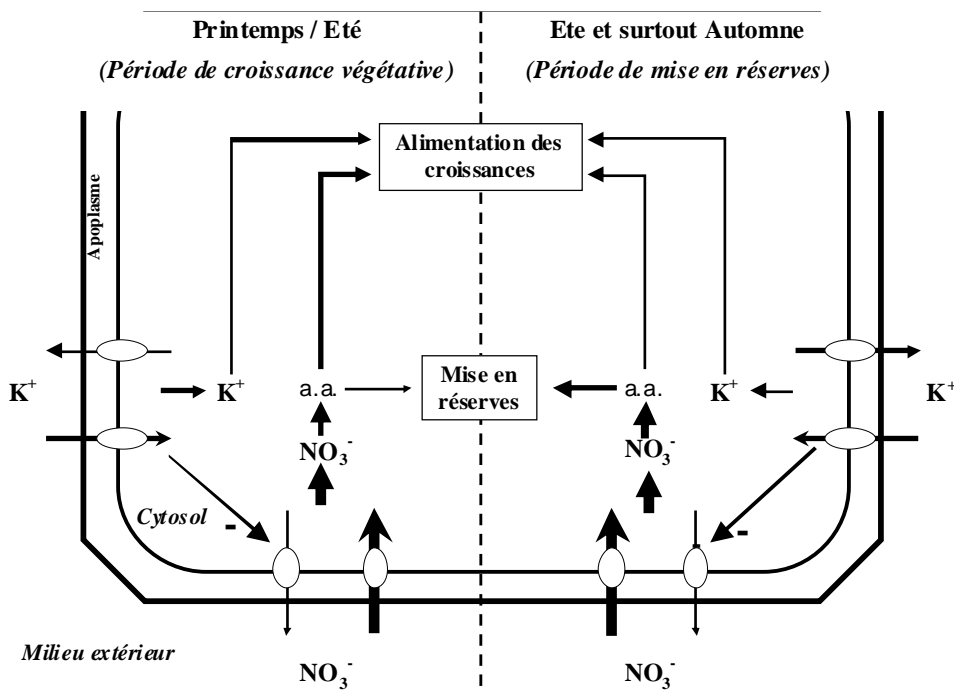 Printemps / Eté
(Période de croissance végétative)
Ete et surtout Automne
(Période de mise en réserves)
Alimentation des
croissances
Apoplasme
K⁺
K⁺
a.a.
Mise en
réserves
a.a.
K⁺
K⁺
NO₃⁻
NO₃⁻
Cytosol
-
-
Milieu extérieur
NO₃⁻
NO₃⁻